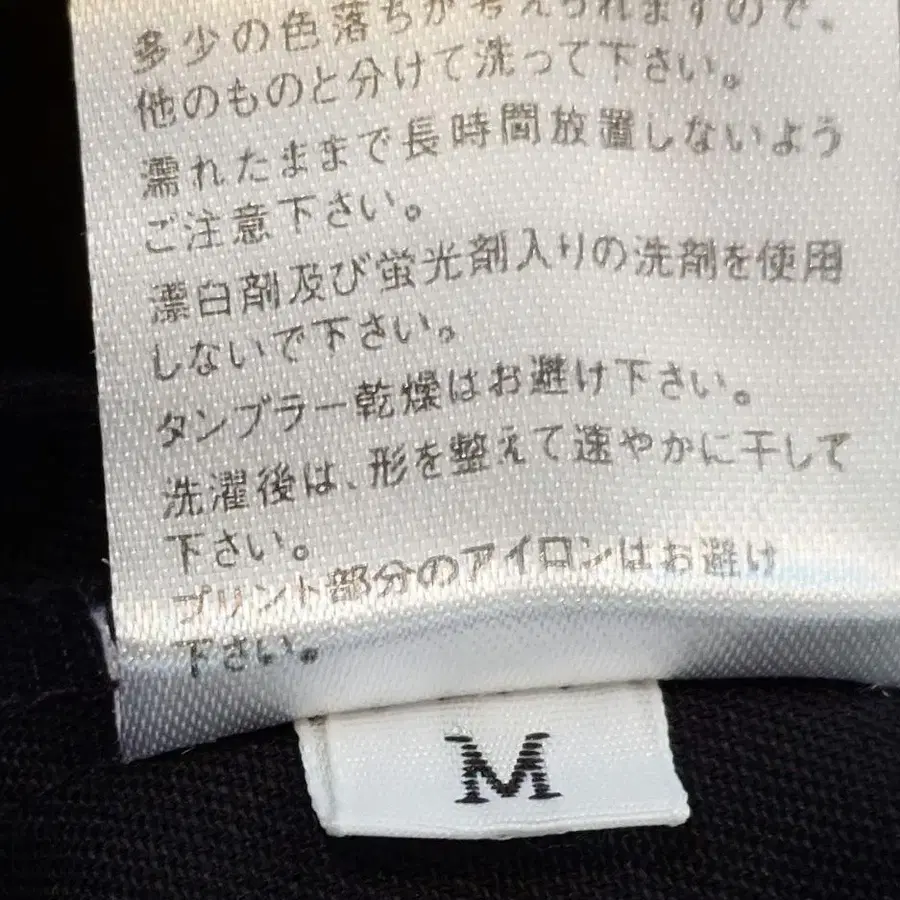 多少の色落ちが考えられますので、
他のものと分けて洗って下さい。
濡れたままで長時間放置しないよう
ご注意下さい。
漂白剤及び蛍光剤入りの洗剤を使用
しないで下さい。
タンブラー乾燥はお避け下さい。
洗濯後は、形を整えて速やかに干して
下さい。
プリント部分のアイロンはお避け
下さい。
M